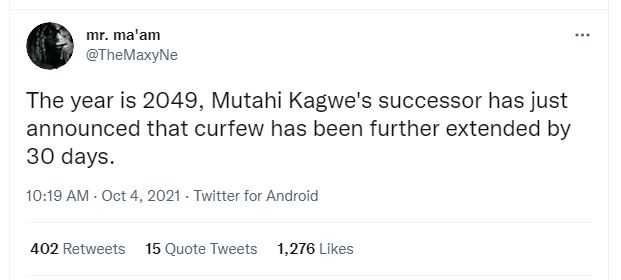 mr. ma'am
@TheMaxyNe
The year is 2049, Mutahi Kagwe's successor has just
announced that curfew has been further extended by
30 days.
10:19 AM · Oct 4, 2021 · Twitter for Android
402 Retweets 15 Quote Tweets 1,276 Likes